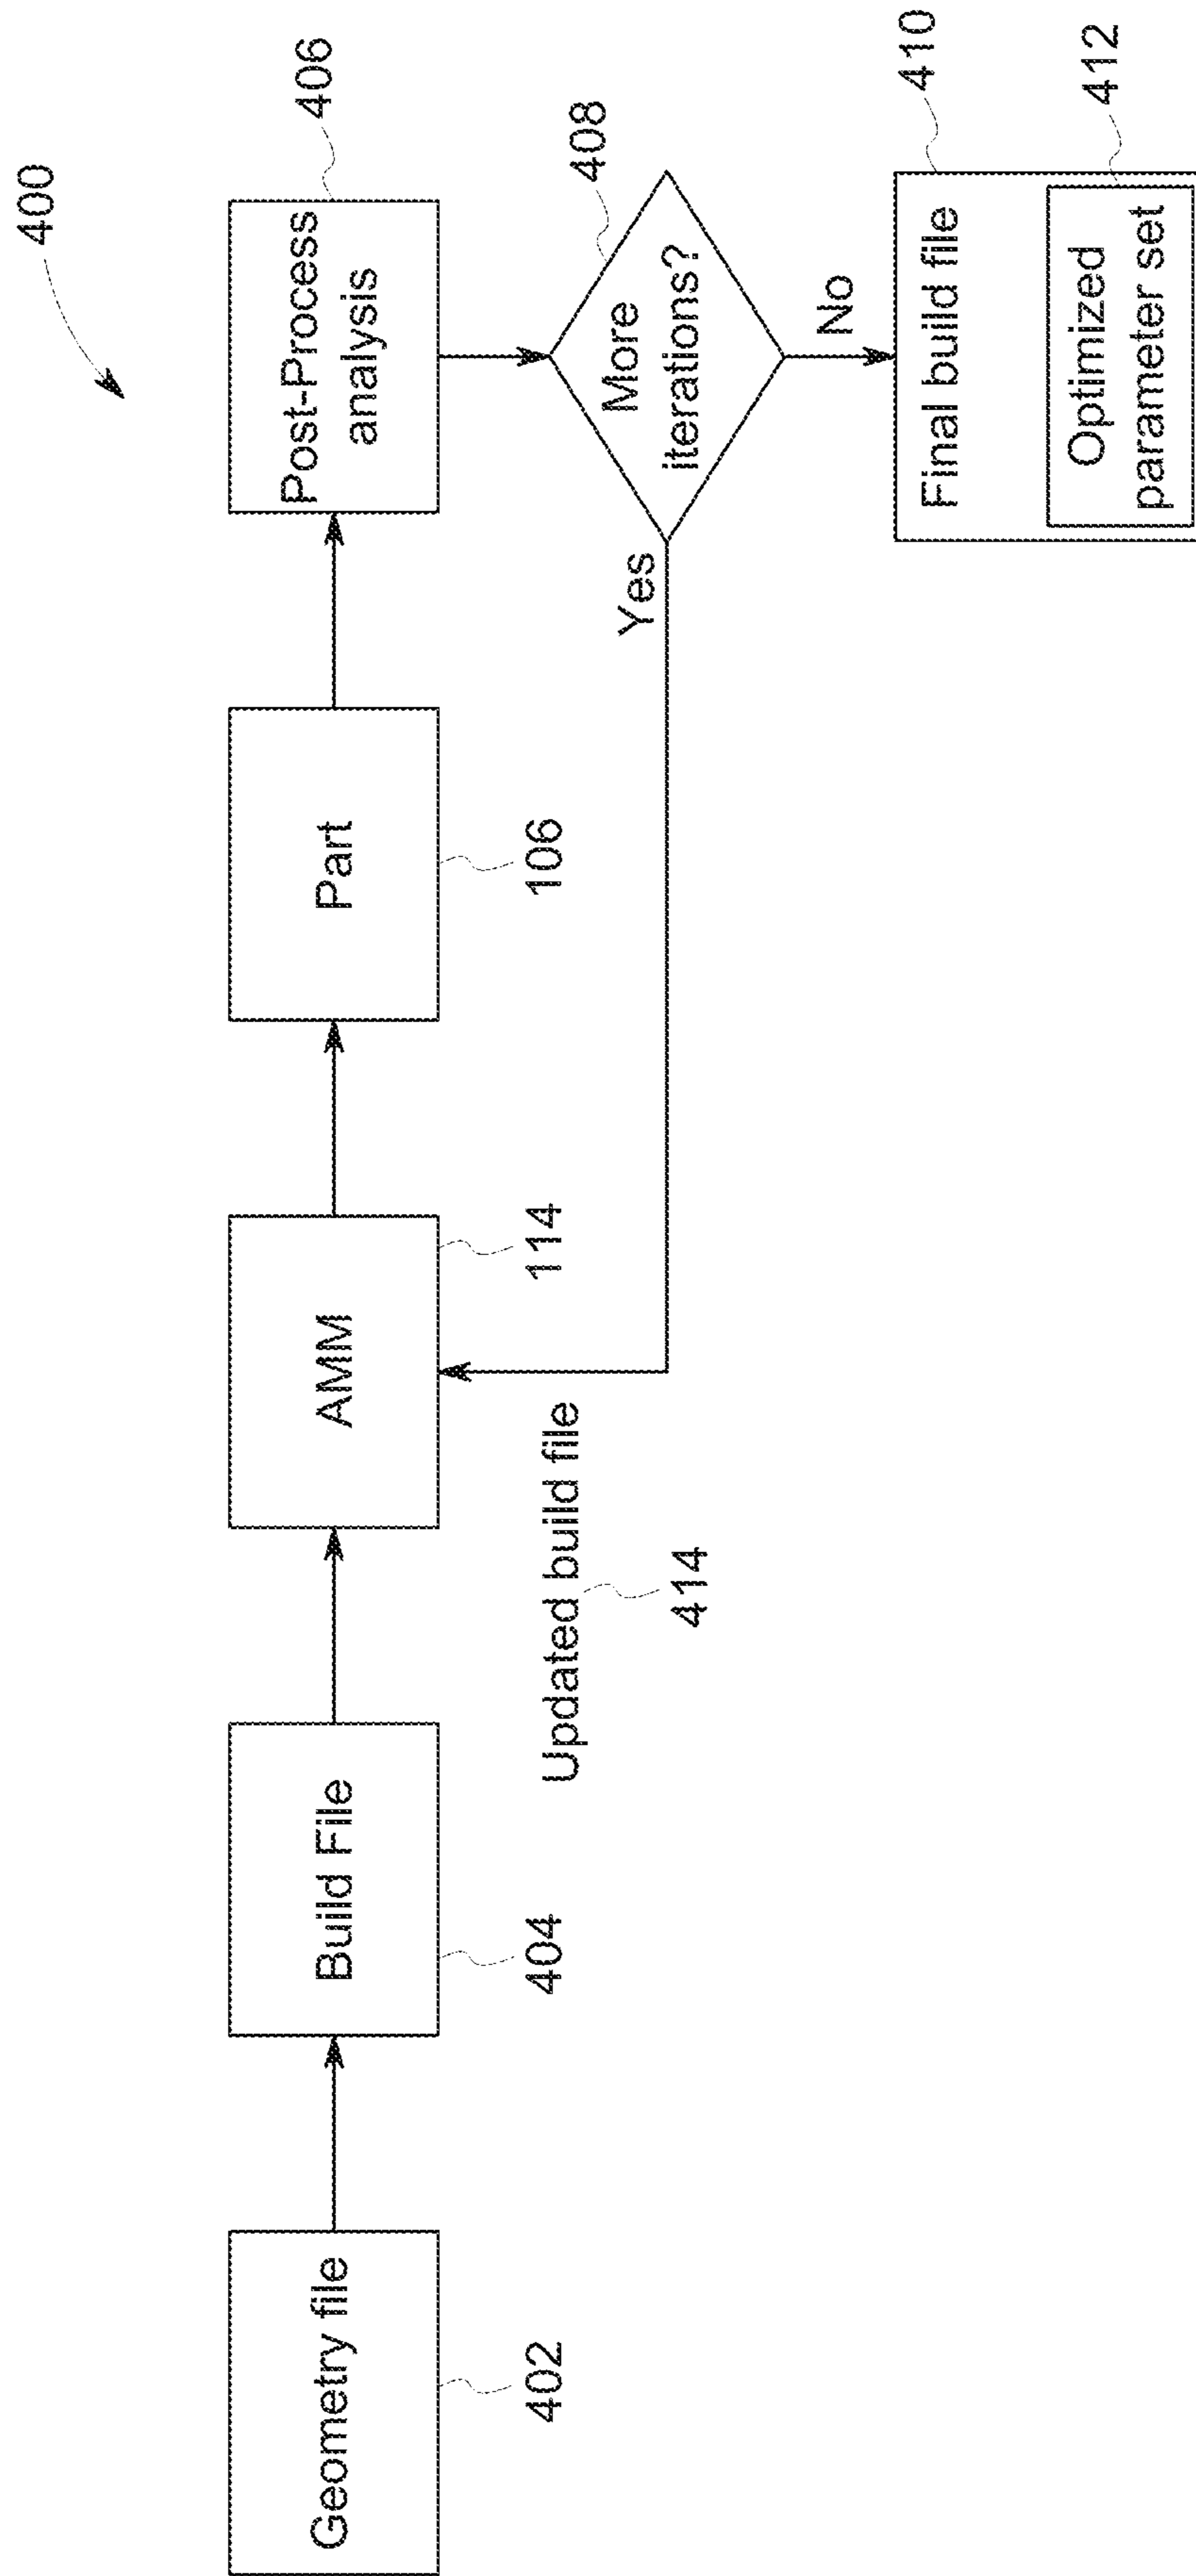 400
Geometry file
402
Build File
404
AMM
114
Part
106
Post-Process
analysis
406
More
iterations?
408
Yes
No
Updated build file
414
Final build file
410
Optimized
parameter set
412